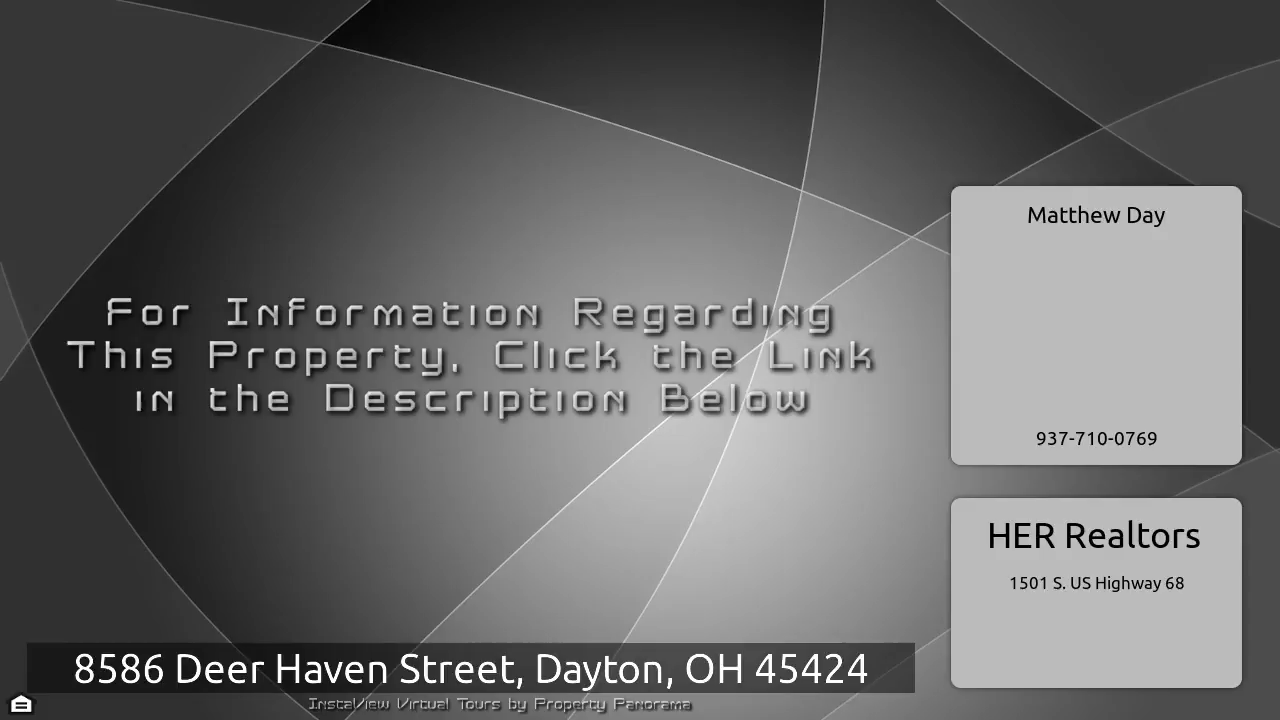 For Information Regarding
This Property, Click the Link
in the Description Below
Matthew Day
937-710-0769
HER Realtors
1501 S. US Highway 68
8586 Deer Haven Street, Dayton, OH 45424
InstaView Virtual Tours by Property Panorama